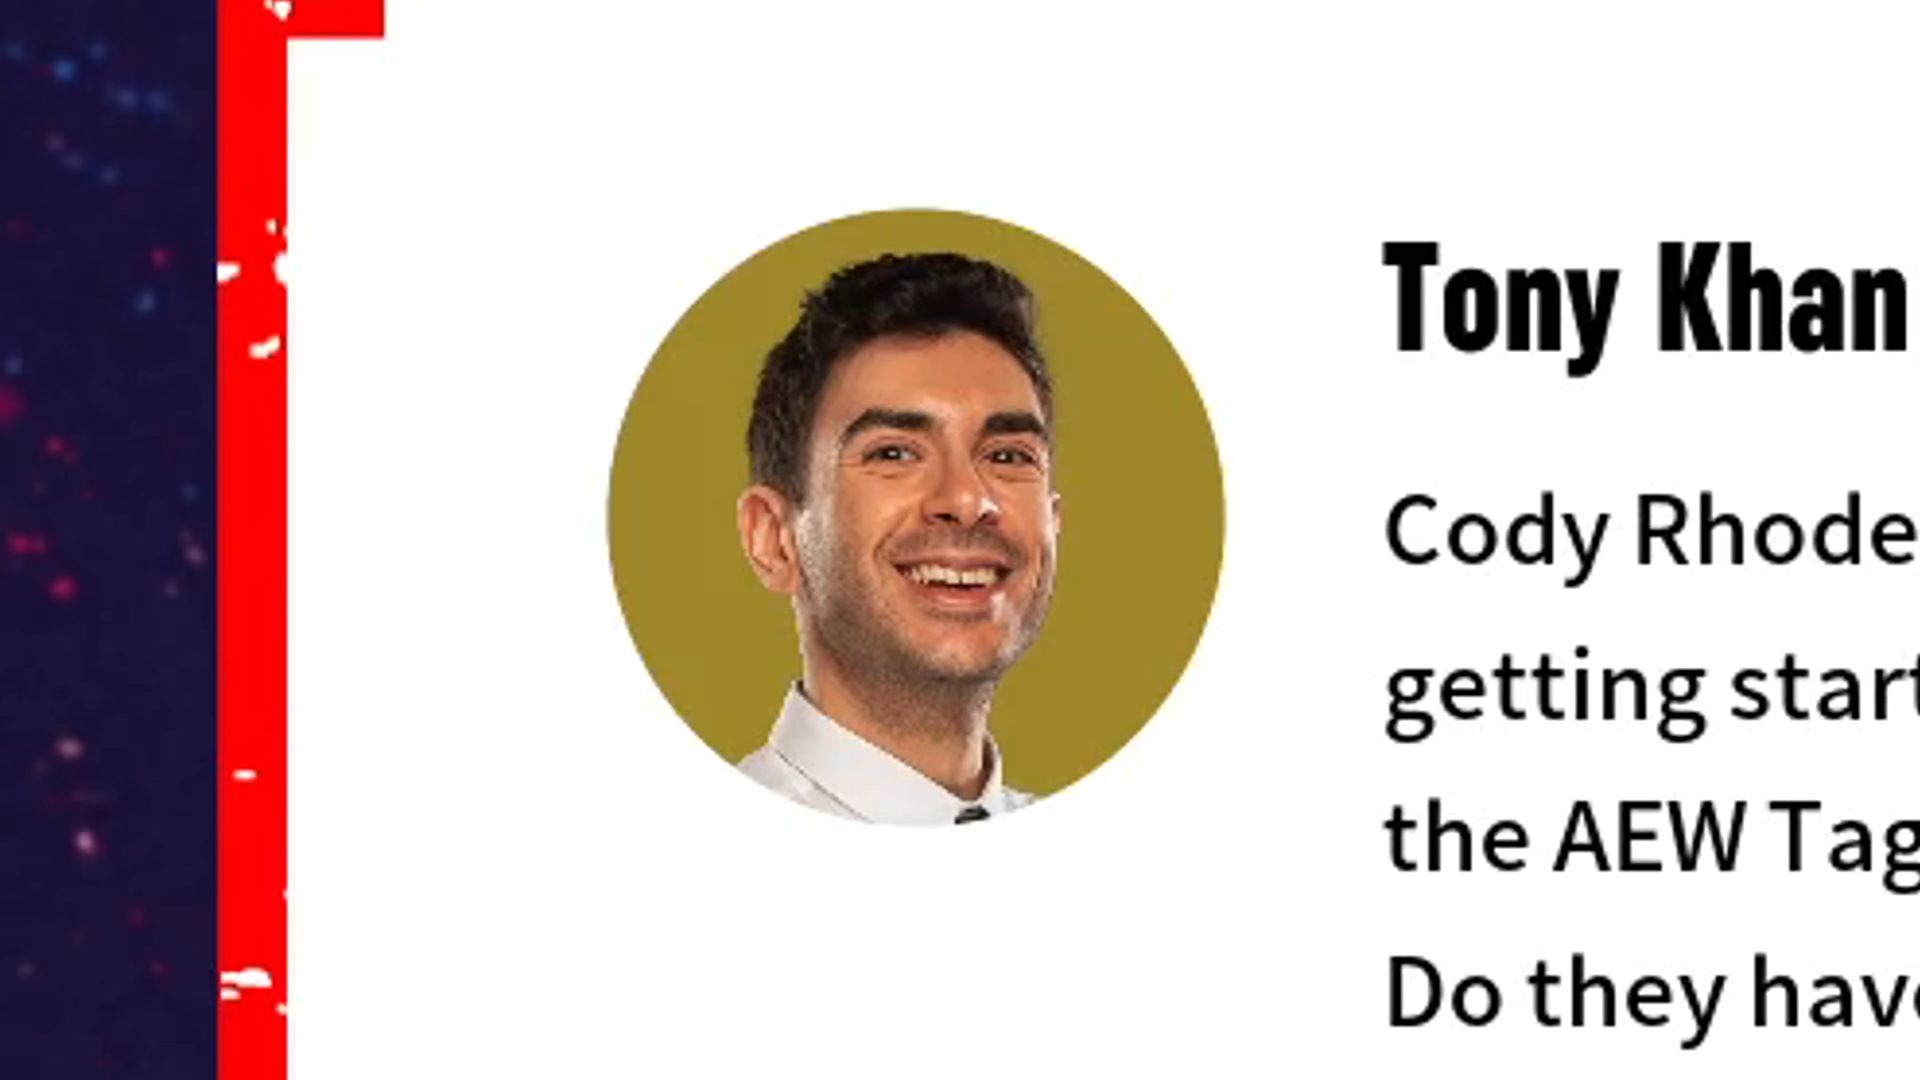 Tony Khan
Cody Rhode
getting start
the AEW Tag
Do they have